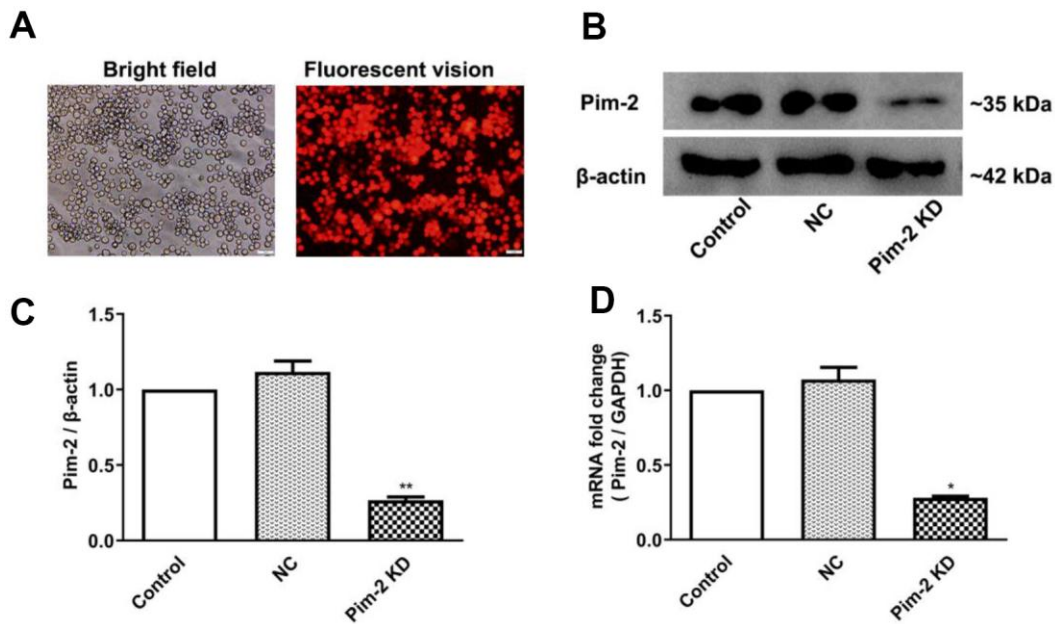 A
Bright field
Fluorescent vision
B
Pim-2
~35 kDa
β-actin
~42 kDa
Control
NC
Pim-2 KD
C
1.5
1.0
0.5
0.0
Pim-2 / β-actin
**
Control
NC
Pim-2 KD
D
1.5
1.0
0.5
0.0
mRNA fold change
( Pim-2 / GAPDH)
*
Control
NC
Pim-2 KD